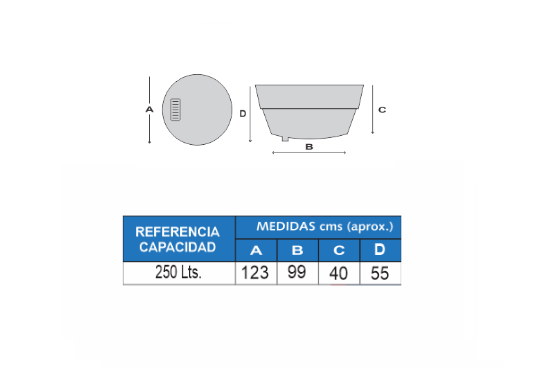 A
D
C
B
REFERENCIA
CAPACIDAD
MEDIDAS cms (aprox.)
A B C D
250 Lts. 123 99 40 55